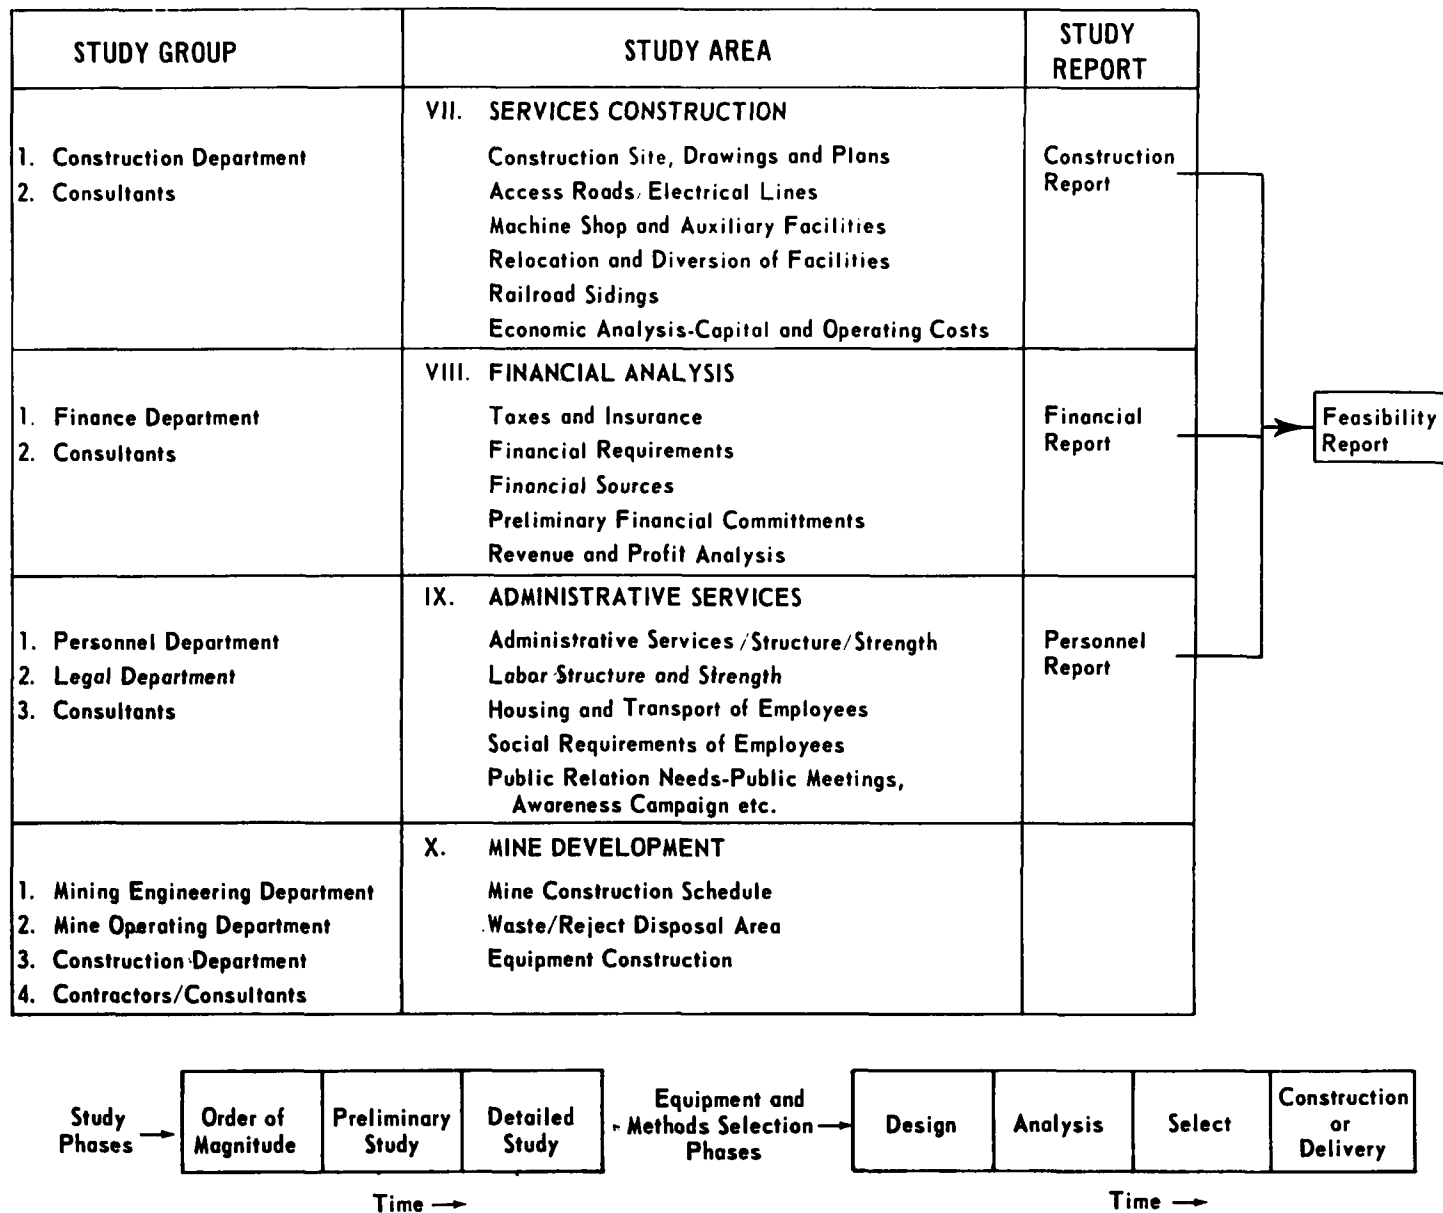 STUDY GROUP
STUDY AREA
STUDY
REPORT
VII. SERVICES CONSTRUCTION
1. Construction Department
2. Consultants
Construction Site, Drawings and Plans
Access Roads, Electrical Lines
Machine Shop and Auxiliary Facilities
Relocation and Diversion of Facilities
Railroad Sidings
Economic Analysis-Capital and Operating Costs
Construction
Report
VIII. FINANCIAL ANALYSIS
1. Finance Department
2. Consultants
Taxes and Insurance
Financial Requirements
Financial Sources
Preliminary Financial Committments
Revenue and Profit Analysis
Financial
Report
Feasibility
Report
IX. ADMINISTRATIVE SERVICES
1. Personnel Department
2. Legal Department
3. Consultants
Administrative Services/Structure/Strength
Labor Structure and Strength
Housing and Transport of Employees
Social Requirements of Employees
Public Relation Needs-Public Meetings,
Awareness Campaign etc.
Personnel
Report
X. MINE DEVELOPMENT
1. Mining Engineering Department
2. Mine Operating Department
3. Construction Department
4. Contractors/Consultants
Mine Construction Schedule
Waste/Reject Disposal Area
Equipment Construction
Study
Phases
Order of
Magnitude
Preliminary
Study
Detailed
Study
Time
Equipment and
Methods Selection
Phases
Design
Analysis
Select
Construction
or
Delivery
Time